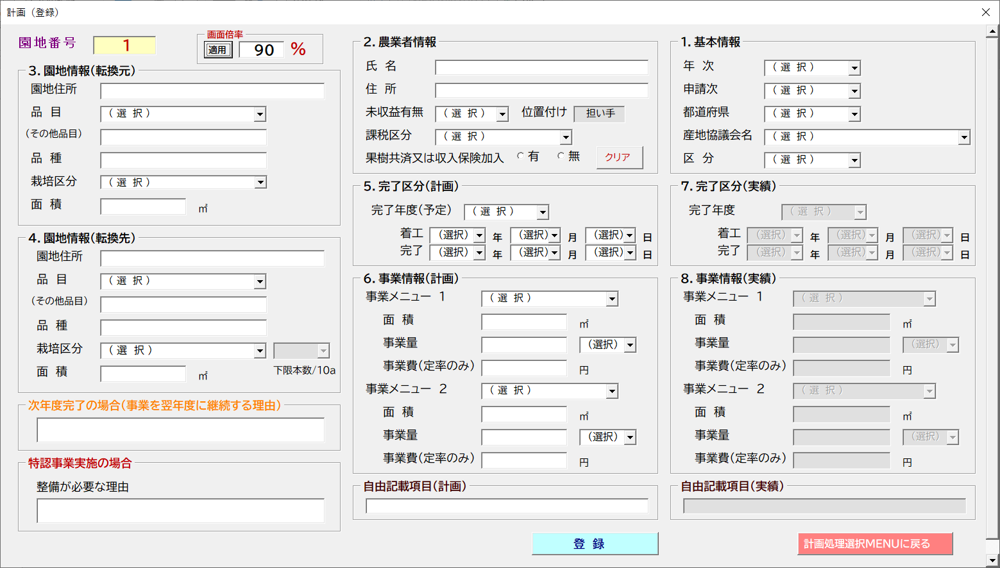 計画（登録）
園地番号
1
画面倍率
適用
90
%
3. 園地情報(転換元)
園地住所
品 目
( 選 択 )
(その他品目)
品 種
栽培区分
( 選 択 )
面 積
㎡
4. 園地情報(転換先)
園地住所
品 目
( 選 択 )
(その他品目)
品 種
栽培区分
( 選 択 )
面 積
㎡
下限本数/10a
次年度完了の場合(事業を翌年度に継続する理由)
特認事業実施の場合
整備が必要な理由
2. 農業者情報
氏 名
住 所
未収益有無
( 選 択 )
位置付け
担い手
課税区分
( 選 択 )
果樹共済又は収入保険加入
有
無
クリア
5. 完了区分(計画)
完了年度(予定)
( 選 択 )
着工 (選択) 年 (選択) 月 (選択) 日
完了 (選択) 年 (選択) 月 (選択) 日
6. 事業情報(計画)
事業メニュー 1
( 選 択 )
面 積
㎡
事業量
(選択)
事業費(定率のみ)
円
事業メニュー 2
( 選 択 )
面 積
㎡
事業量
(選択)
事業費(定率のみ)
円
自由記載項目(計画)
登 録
1. 基本情報
年 次
( 選 択 )
申請次
( 選 択 )
都道府県
( 選 択 )
産地協議会名
( 選 択 )
区 分
( 選 択 )
7. 完了区分(実績)
完了年度
( 選 択 )
着工 (選択) 年 (選択) 月 (選択) 日
完了 (選択) 年 (選択) 月 (選択) 日
8. 事業情報(実績)
事業メニュー 1
( 選 択 )
面 積
㎡
事業量
(選択)
事業費(定率のみ)
円
事業メニュー 2
( 選 択 )
面 積
㎡
事業量
(選択)
事業費(定率のみ)
円
自由記載項目(実績)
計画処理選択MENUに戻る